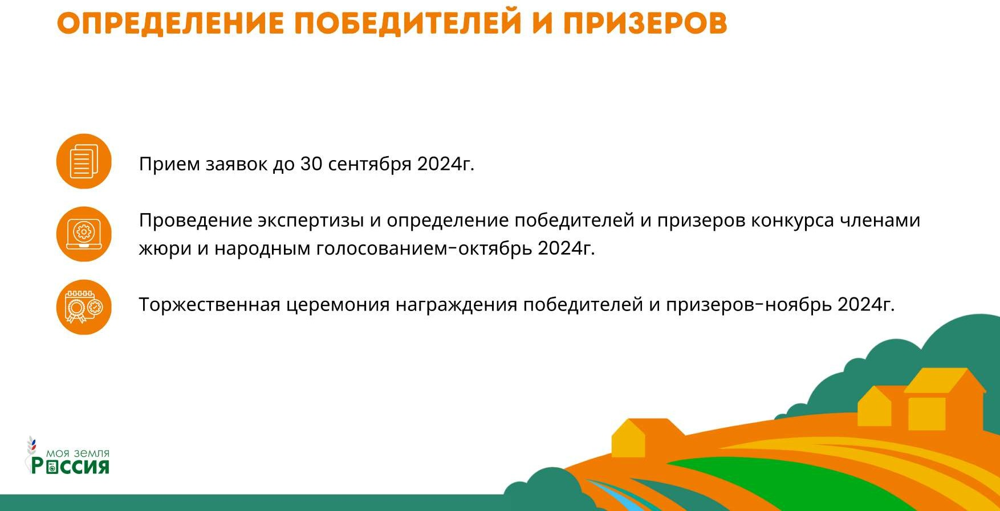 ОПРЕДЕЛЕНИЕ ПОБЕДИТЕЛЕЙ И ПРИЗЕРОВ
Прием заявок до 30 сентября 2024г.
Проведение экспертизы и определение победителей и призеров конкурса членами
жюри и народным голосованием-октябрь 2024г.
Торжественная церемония награждения победителей и призеров-ноябрь 2024г.
МОЯ ЗЕМЛЯ
РОССИЯ